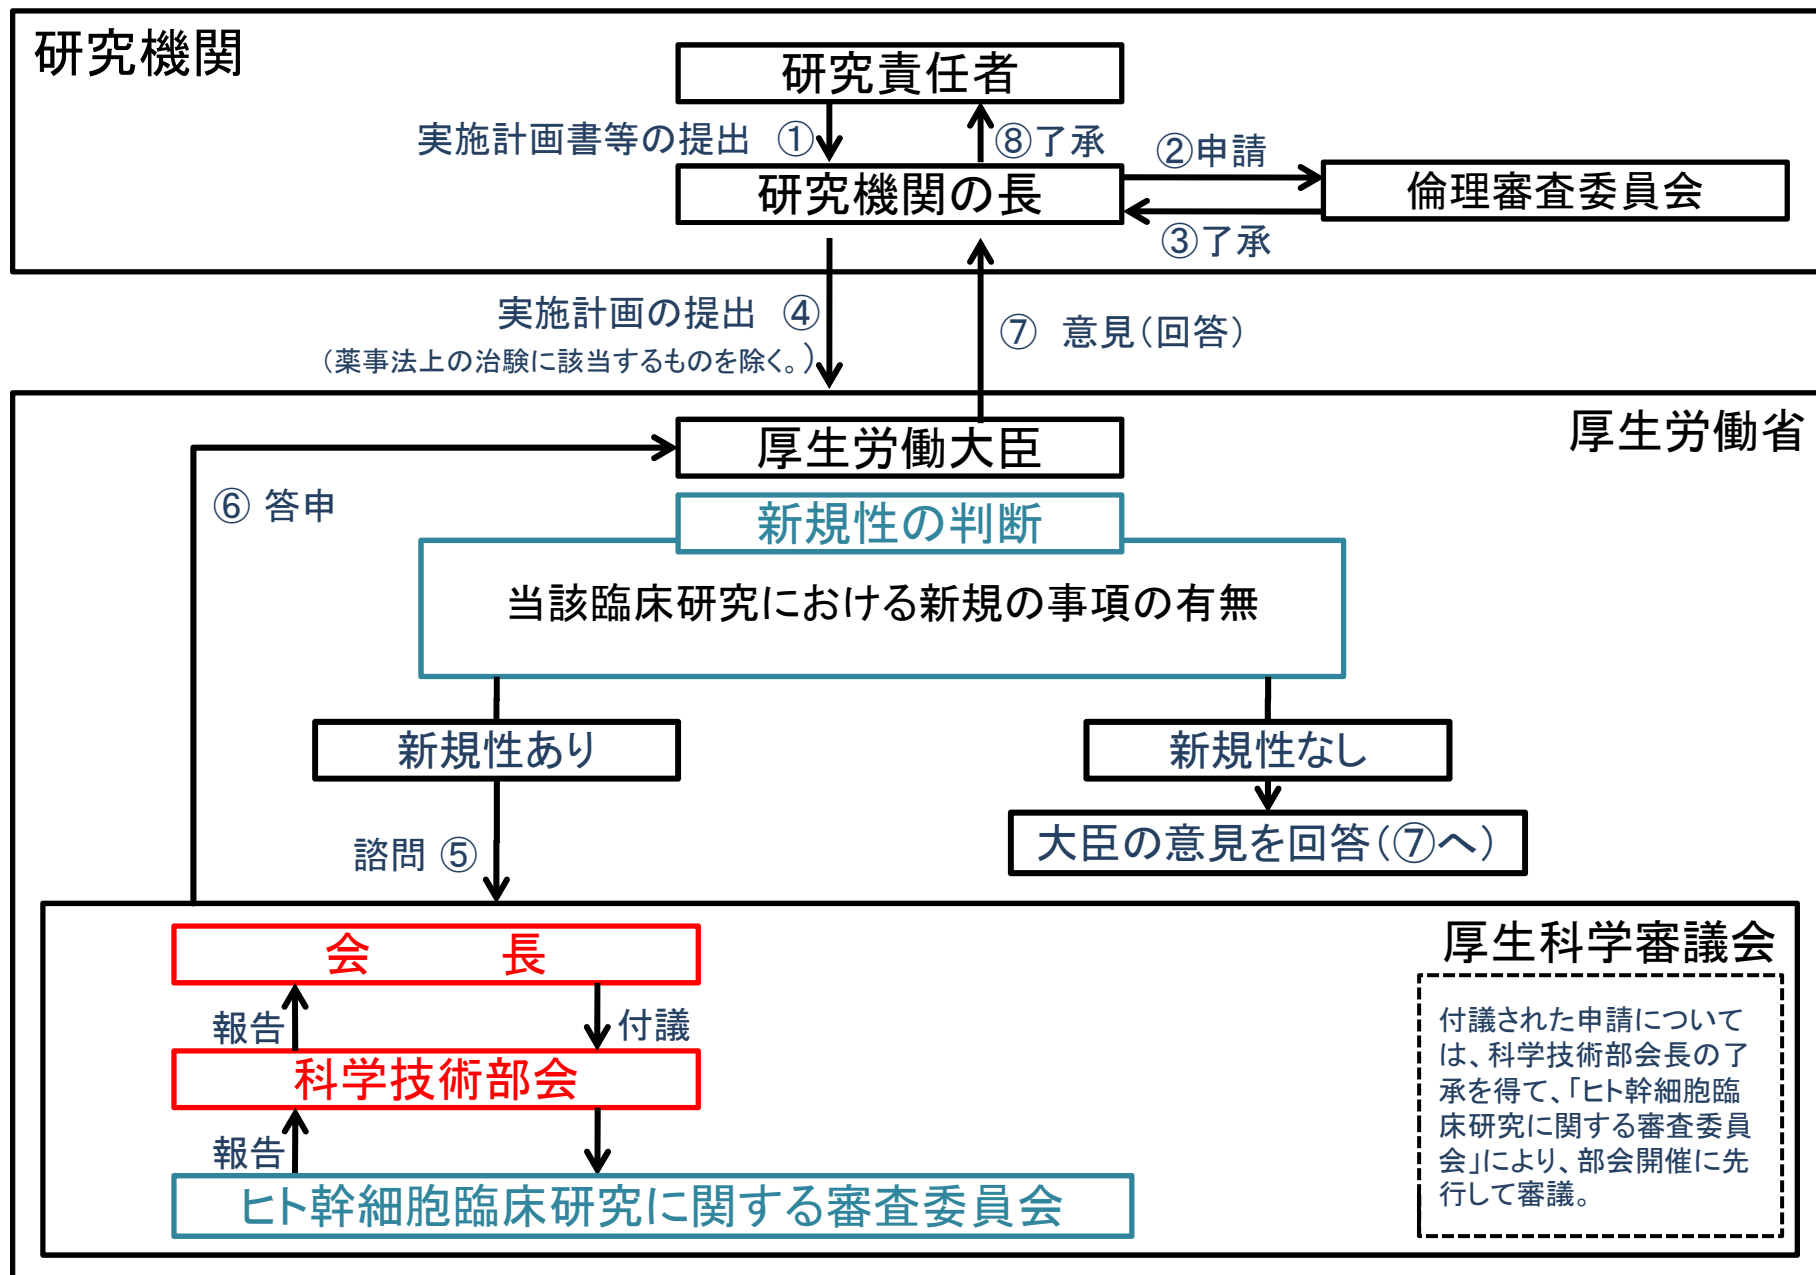 研究機関
研究責任者
実施計画書等の提出 ①
⑧了承
②申請
研究機関の長
倫理審査委員会
③了承
実施計画の提出 ④
(薬事法上の治験に該当するものを除く。)
⑦ 意見(回答)
厚生労働省
厚生労働大臣
⑥ 答申
新規性の判断
当該臨床研究における新規の事項の有無
新規性あり
新規性なし
諮問 ⑤
大臣の意見を回答(⑦へ)
厚生科学審議会
会 長
報告
付議
科学技術部会
報告
ヒト幹細胞臨床研究に関する審査委員会
付議された申請について
は、科学技術部会長の了
承を得て、「ヒト幹細胞臨
床研究に関する審査委員
会」により、部会開催に先
行して審議。